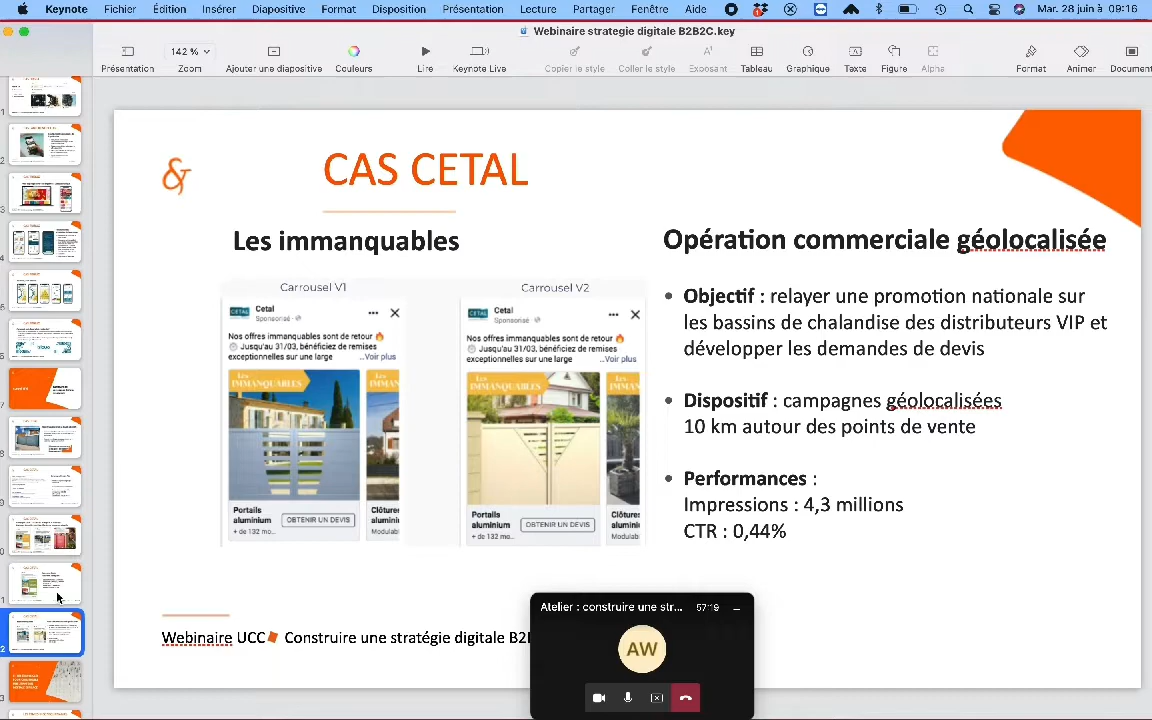 Keynote Fichier Édition Insérer Diapositive Format Disposition Présentation Lecture Partager Fenêtre Aide Mar. 28 juin à 09:16
Webinaire strategie digitale B2B2C.key
142 %
Présentation Zoom Ajouter une diapositive Couleurs Lire Keynote Live Copier le style Coller le style Exposant Tableau Graphique Texte Figure Alpha Format Animer Document
&
CAS CETAL
Les immanquables
Opération commerciale géolocalisée
Carrousel V1
Carrousel V2
Cetal
Sponsorisé ·
Nos offres immanquables sont de retour 🔥
Jusqu'au 31/03, bénéficiez de remises
exceptionnelles sur une large ...Voir plus
Les
IMMANQUABLES
Portails
aluminium
+ de 132 mo...
OBTENIR UN DEVIS
Clôture
Modulabl
Cetal
Sponsorisé ·
Nos offres immanquables sont de retour 🔥
Jusqu'au 31/03, bénéficiez de remises
exceptionnelles sur une large ...Voir plus
Les
IMMANQUABLES
Portails
aluminium
+ de 132 mo...
OBTENIR UN DEVIS
Clôture
Modulab
• Objectif : relayer une promotion nationale sur
les bassins de chalandise des distributeurs VIP et
développer les demandes de devis
• Dispositif : campagnes géolocalisées
10 km autour des points de vente
• Performances :
Impressions : 4,3 millions
CTR : 0,44%
Webinaire UCC Construire une stratégie digitale B2
Atelier : construire une str... 57:19
AW